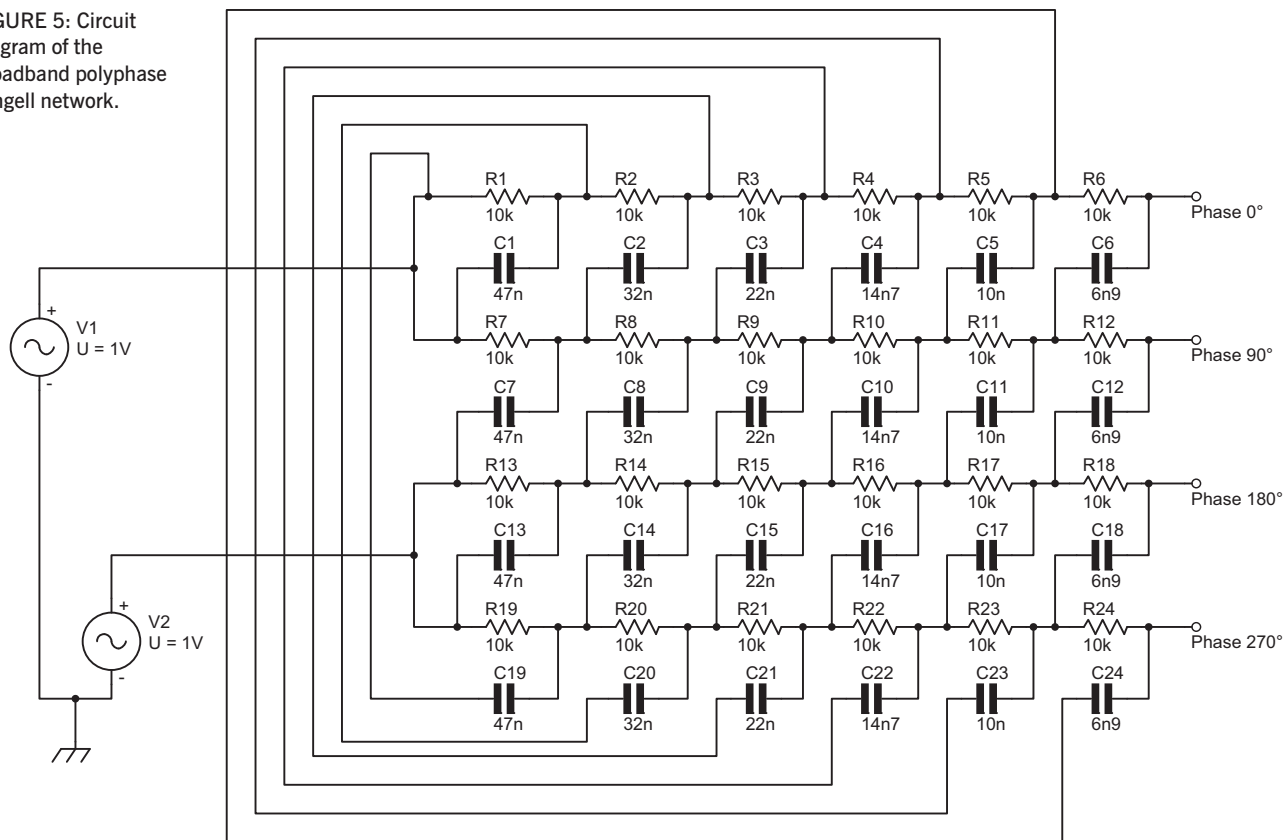 GURE 5: Circuit
gram of the
oadband polyphase
ngell network.
R1 R2 R3 R4 R5 R6
10k 10k 10k 10k 10k 10k
Phase 0°
C1 C2 C3 C4 C5 C6
47n 32n 22n 14n7 10n 6n9
+
V1
U = 1V
-
R7 R8 R9 R10 R11 R12
10k 10k 10k 10k 10k 10k
Phase 90°
C7 C8 C9 C10 C11 C12
47n 32n 22n 14n7 10n 6n9
R13 R14 R15 R16 R17 R18
10k 10k 10k 10k 10k 10k
Phase 180°
C13 C14 C15 C16 C17 C18
47n 32n 22n 14n7 10n 6n9
+
V2
U = 1V
-
R19 R20 R21 R22 R23 R24
10k 10k 10k 10k 10k 10k
Phase 270°
C19 C20 C21 C22 C23 C24
47n 32n 22n 14n7 10n 6n9